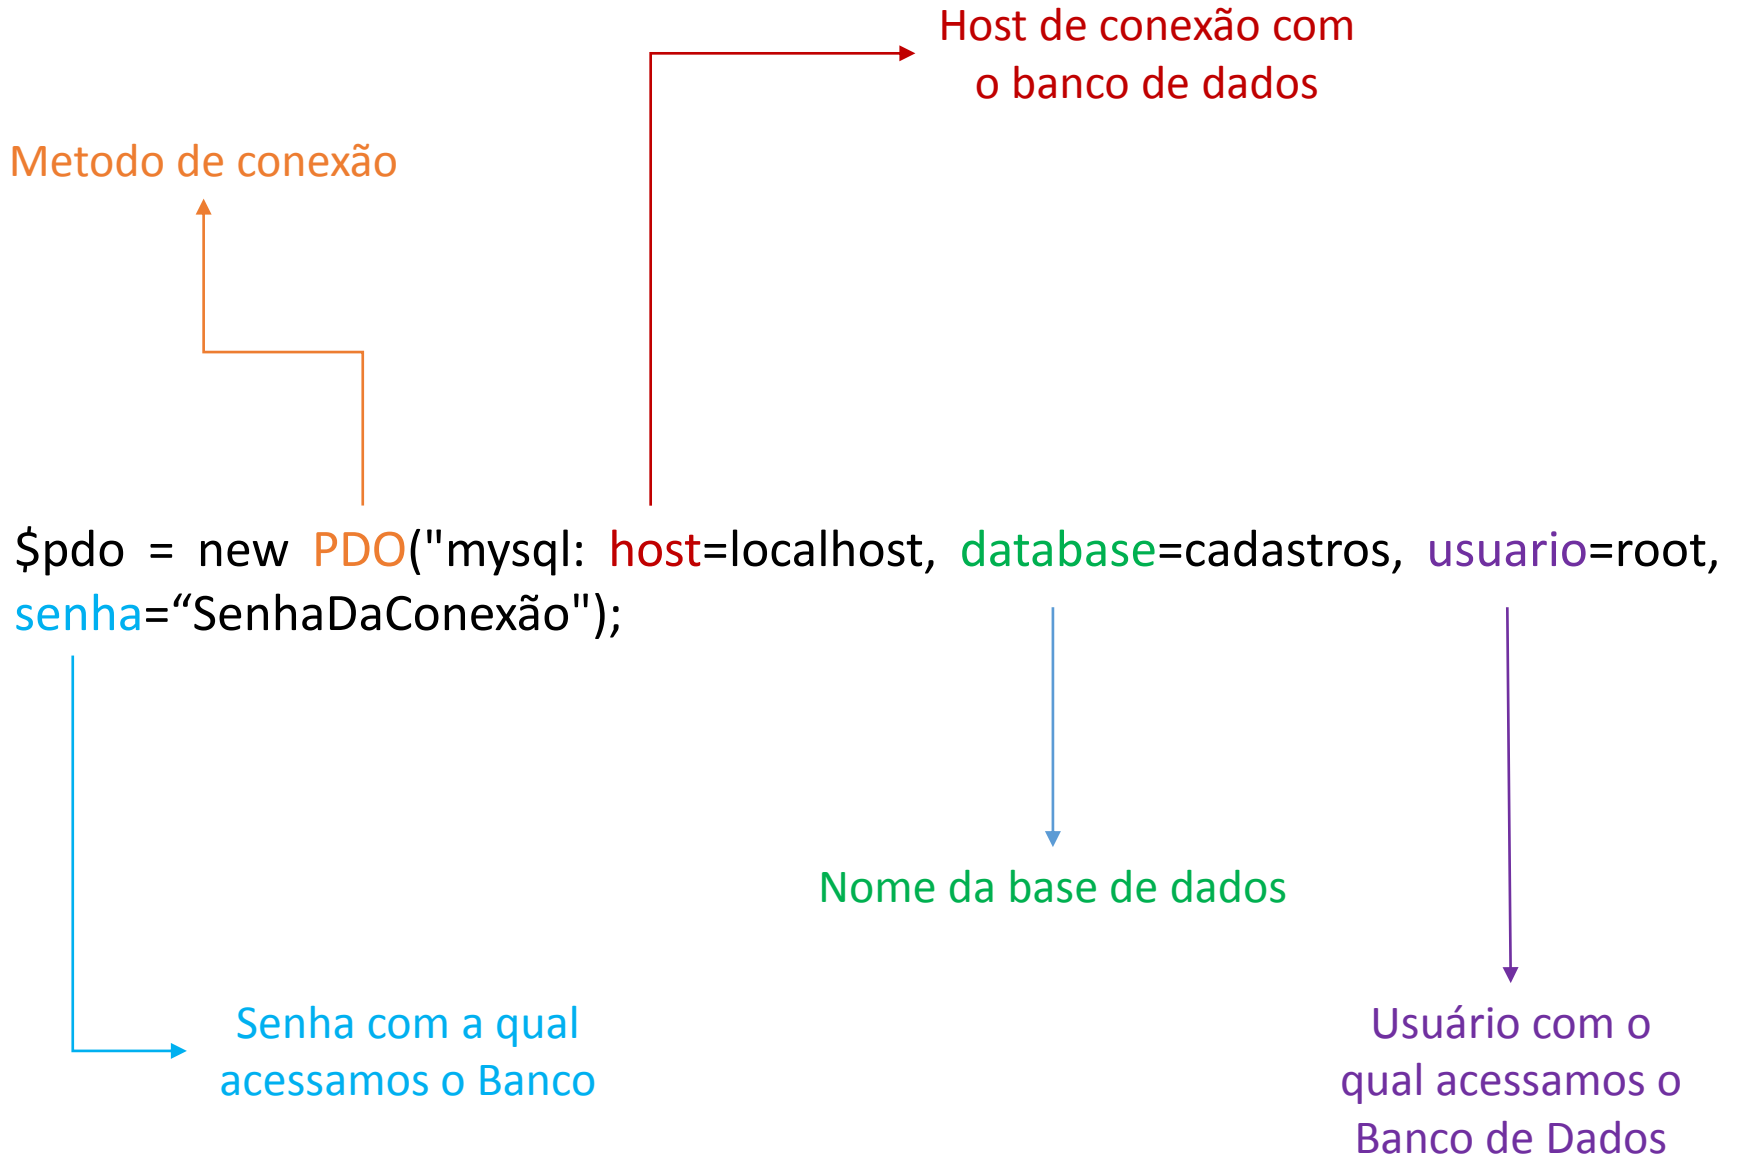 Host de conexão com
o banco de dados
Metodo de conexão
$pdo = new PDO("mysql: host=localhost, database=cadastros, usuario=root,
senha=“SenhaDaConexão");
Nome da base de dados
Senha com a qual
acessamos o Banco
Usuário com o
qual acessamos o
Banco de Dados